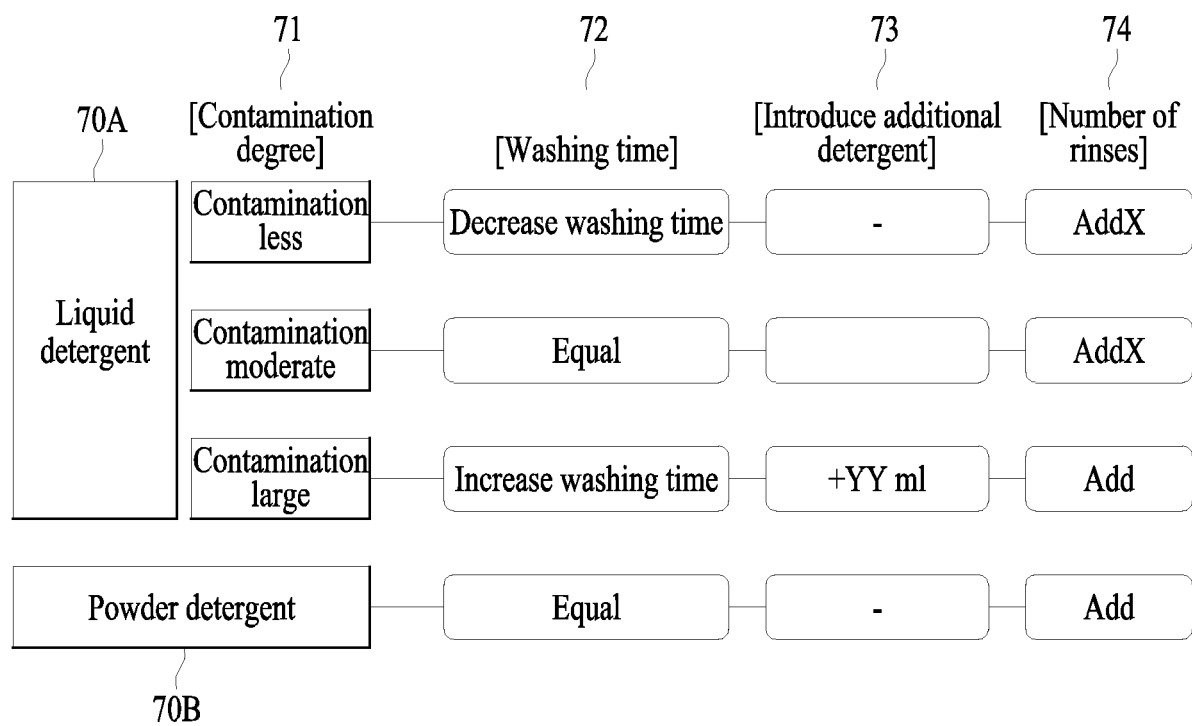 71
72
73
74
70A
[Contamination
degree]
[Washing time]
[Introduce additional
detergent]
[Number of
rinses]
Liquid
detergent
Contamination
less
Decrease washing time
-
AddX
Contamination
moderate
Equal
AddX
Contamination
large
Increase washing time
+YY ml
Add
Powder detergent
Equal
-
Add
70B